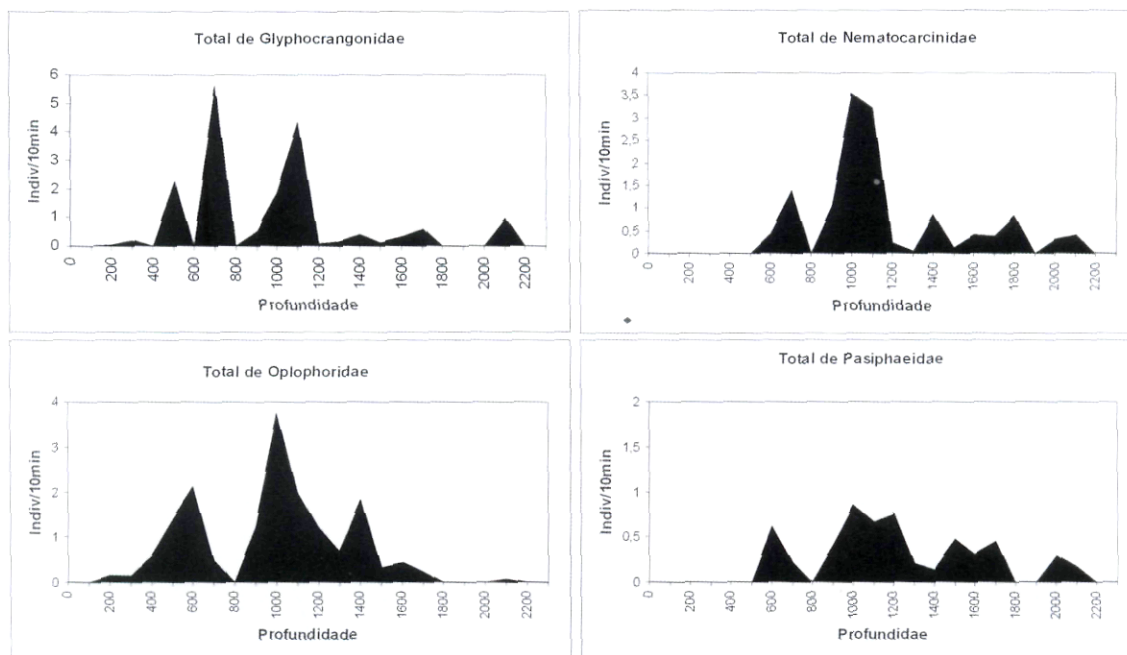 Total de Glyphocrangonidae
Indiv/10min
6
5
4
3
2
1
0
0 200 400 600 800 1000 1200 1400 1600 1800 2000 2200
Profundidade
Total de Nematocarcinidae
Indiv/10min
4
3,5
3
2,5
2
1,5
1
0,5
0
0 200 400 600 800 1000 1200 1400 1600 1800 2000 2200
Profundidade
Total de Oplophoridae
Indiv/10min
4
3
2
1
0
0 200 400 600 800 1000 1200 1400 1600 1800 2000 2200
Profundidade
Total de Pasiphaeidae
Indiv/10min
2
1,5
1
0,5
0
0 200 400 600 800 1000 1200 1400 1600 1800 2000 2200
Profundidae